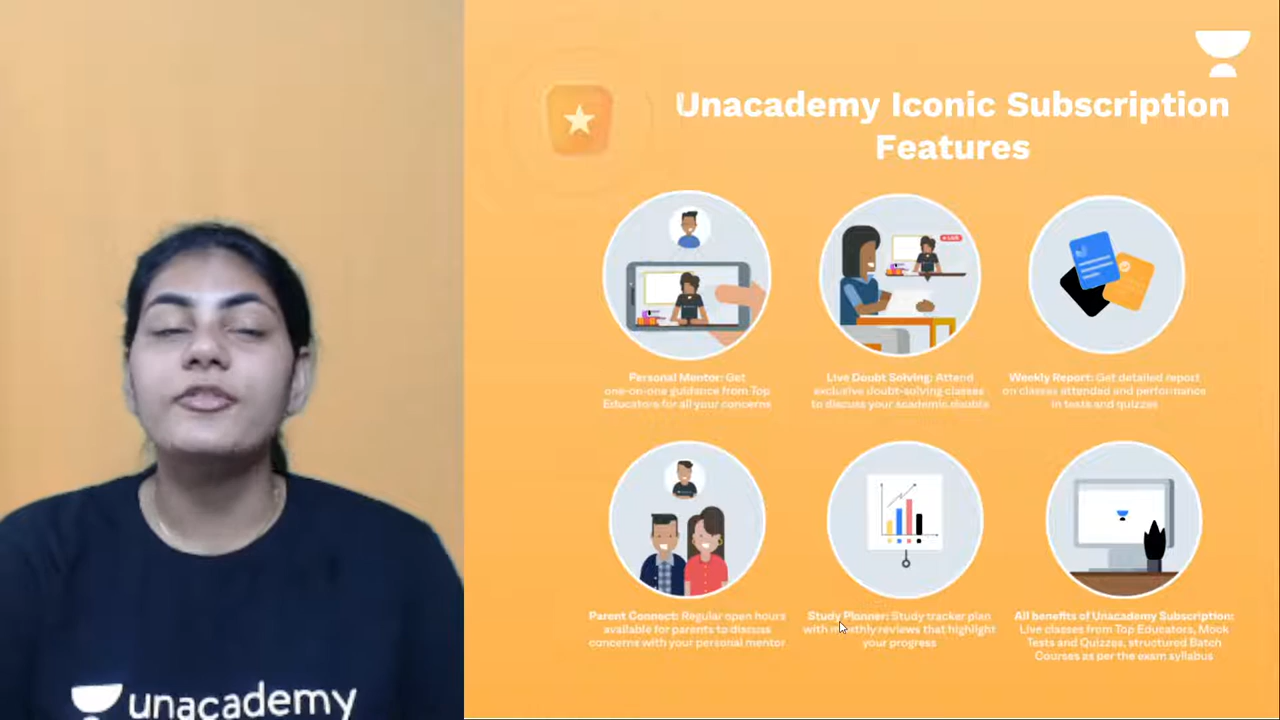 Unacademy Iconic Subscription
Features
LIVE
Personal Mentor: Get
one-on-one guidance from Top
Educators for all your concerns
Live Doubt Solving: Attend
exclusive doubt-solving classes
to discuss your academic doubts
Weekly Report: Get detailed report
on classes attended and performance
in tests and quizzes
Parent Connect: Regular open hours
available for parents to discuss
concerns with your personal mentor
Study Planner: Study tracker plan
with monthly reviews that highlight
your progress
All benefits of Unacademy Subscription:
Live classes from Top Educators, Mock
Tests and Quizzes, structured Batch
Courses as per the exam syllabus
unacademy